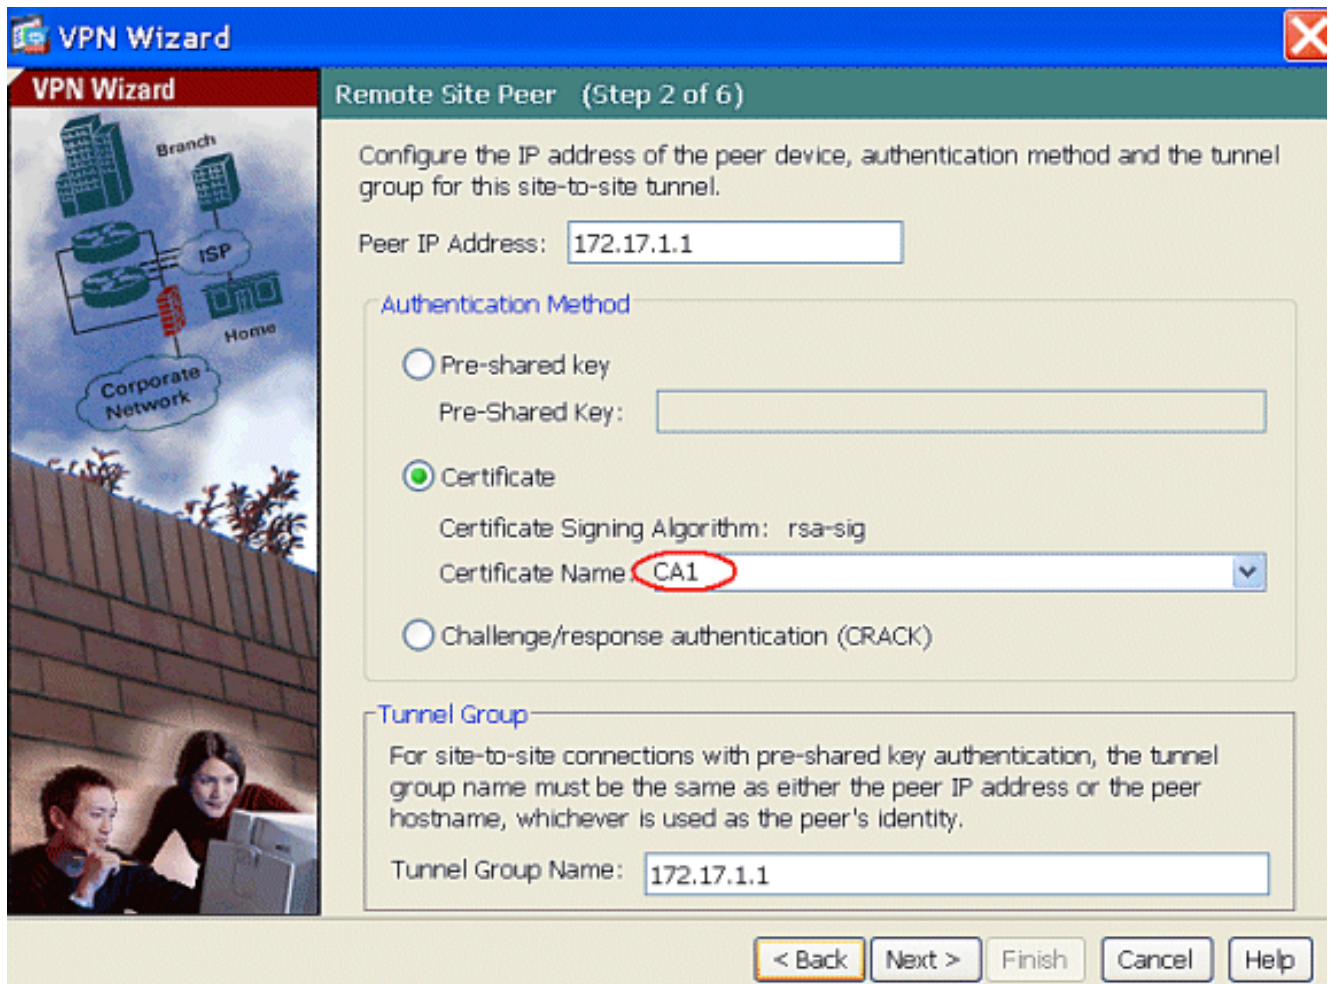 VPN Wizard
VPN Wizard
Branch
ISP
Home
Corporate
Network
Remote Site Peer (Step 2 of 6)
Configure the IP address of the peer device, authentication method and the tunnel
group for this site-to-site tunnel.
Peer IP Address: 172.17.1.1
Authentication Method
Pre-shared key
Pre-Shared Key:
Certificate
Certificate Signing Algorithm: rsa-sig
Certificate Name: CA1
Challenge/response authentication (CRACK)
Tunnel Group
For site-to-site connections with pre-shared key authentication, the tunnel
group name must be the same as either the peer IP address or the peer
hostname, whichever is used as the peer's identity.
Tunnel Group Name: 172.17.1.1
< Back Next > Finish Cancel Help